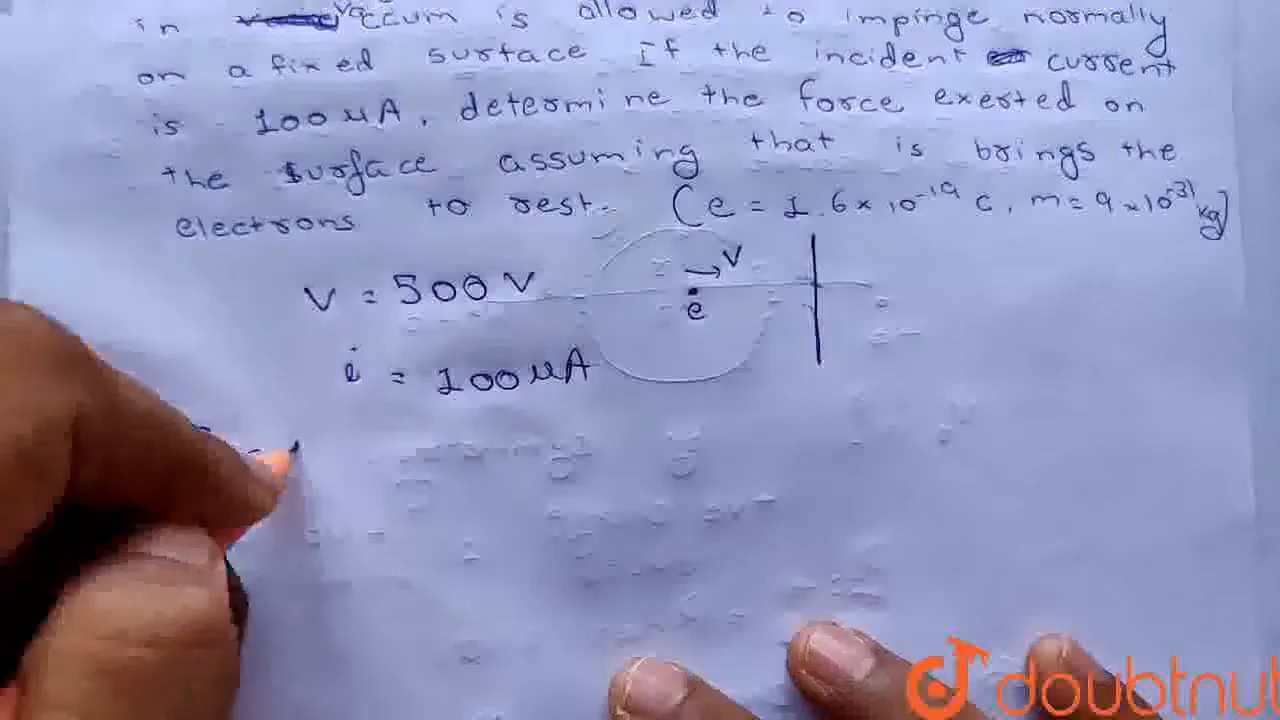 in vaccum is allowed to impinge normally
on a fixed surface If the incident current
is 100 μA, determine the force exerted on
the surface assuming that is brings the
electrons to rest. (e = 1.6 x 10^-19 C, m = 9 x 10^-31 kg]
V = 500 V
V
e
i = 100 μA
doubtnut